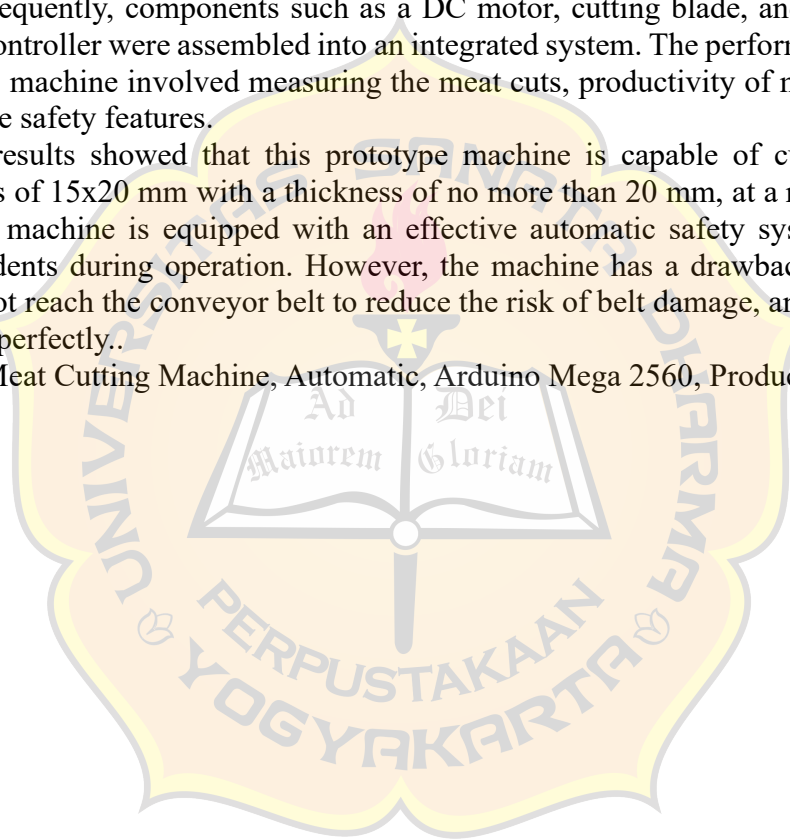 equently, components such as a DC motor, cutting blade, an
ontroller were assembled into an integrated system. The perform
machine involved measuring the meat cuts, productivity of
e safety features.
results showed that this prototype machine is capable of c
s of 15x20 mm with a thickness of no more than 20 mm, at a
machine is equipped with an effective automatic safety sys
dents during operation. However, the machine has a drawbac
ot reach the conveyor belt to reduce the risk of belt damage, an
perfectly..
Meat Cutting Machine, Automatic, Arduino Mega 2560, Produc
UNIVERSITAS SANATA DHARMA
Ad Dei
Maiorem Gloriam
PERPUSTAKAAN
YOGYAKARTA